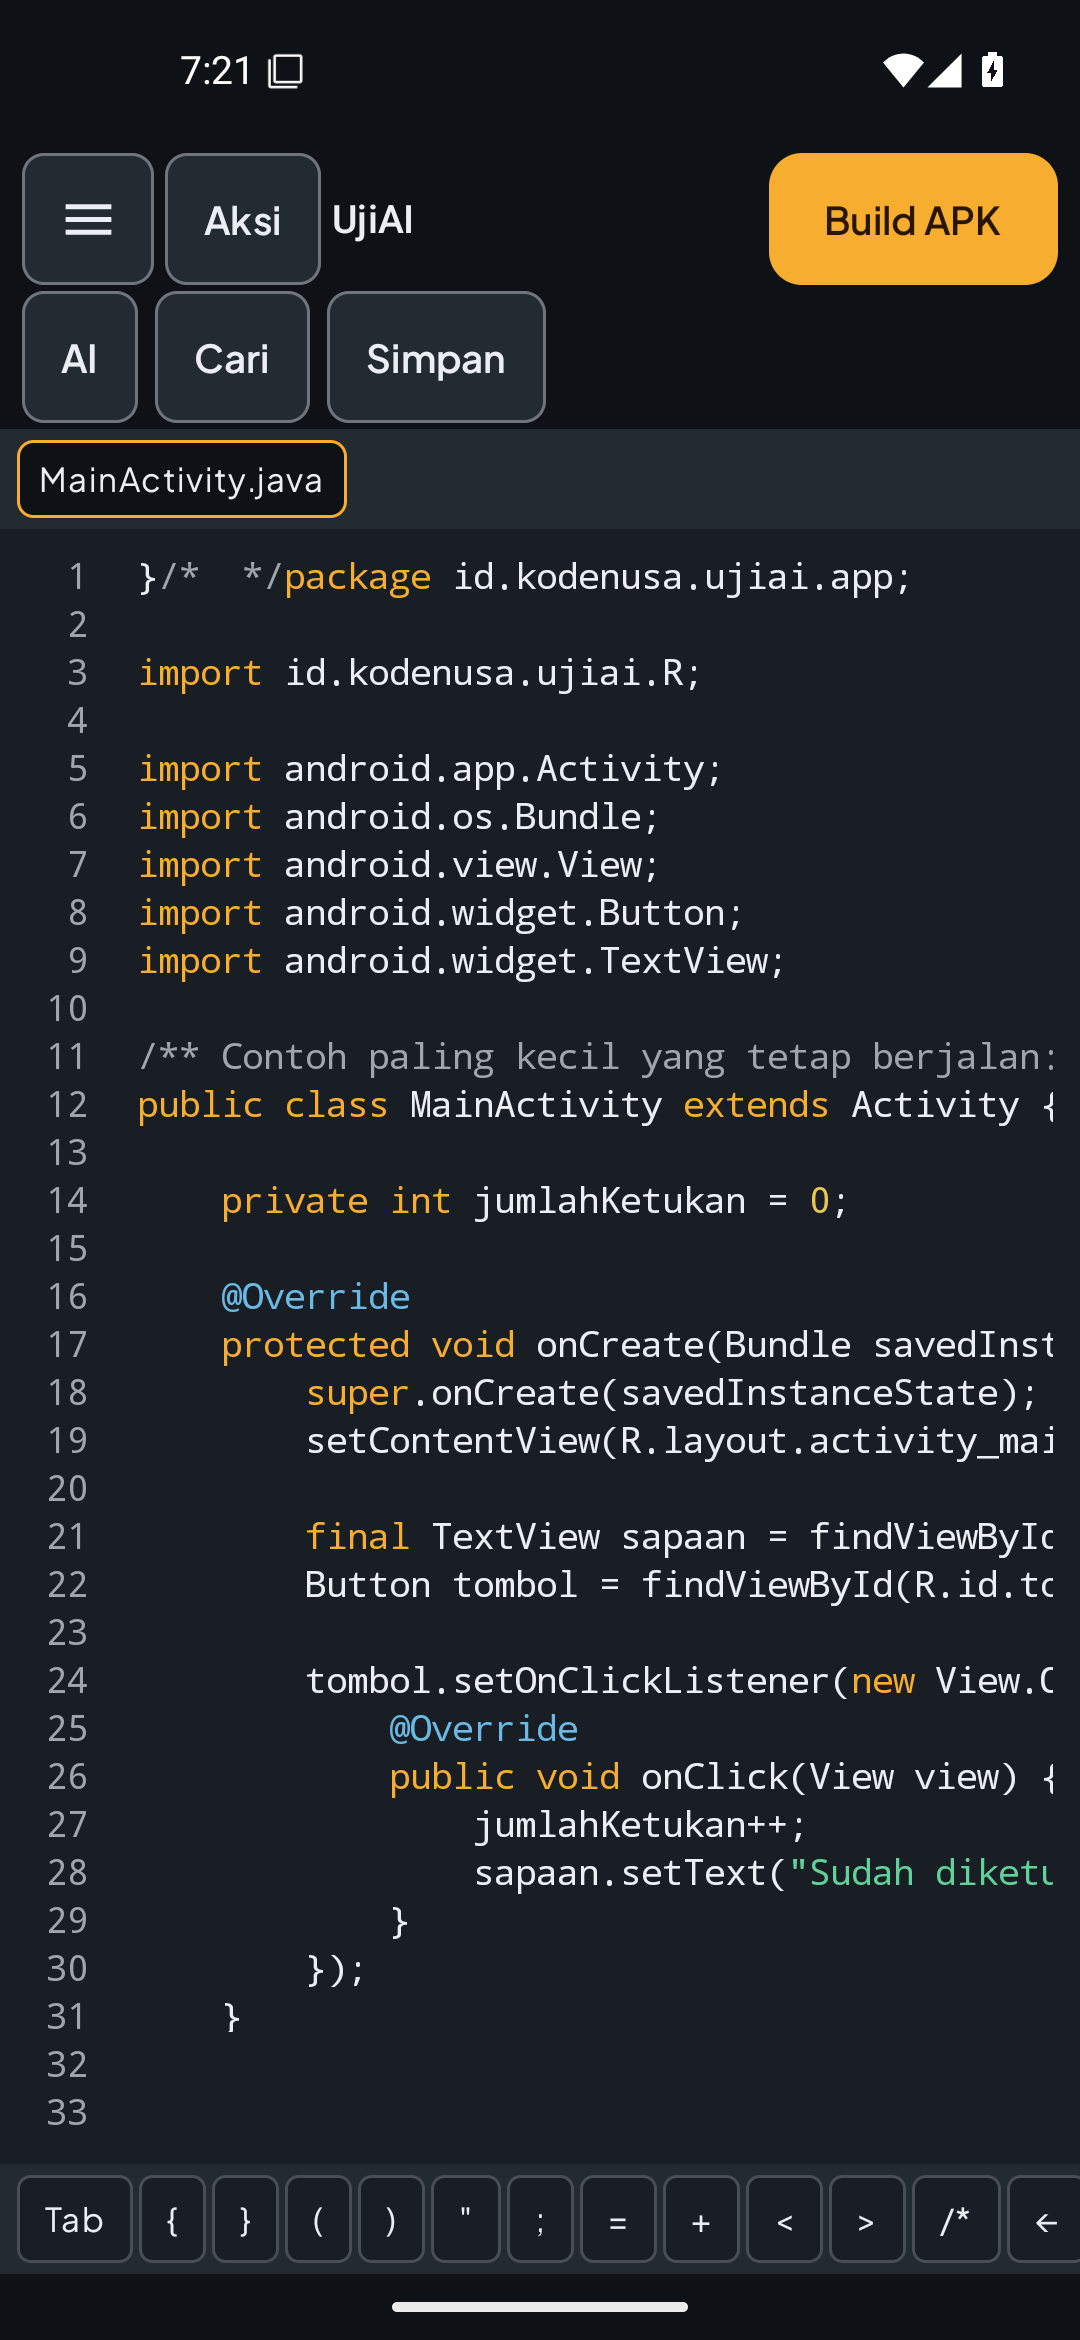 7:21
Aksi UjiAI Build APK
AI Cari Simpan
MainActivity.java
1 }/*  */package id.kodenusa.ujiai.app;
2
3 import id.kodenusa.ujiai.R;
4
5 import android.app.Activity;
6 import android.os.Bundle;
7 import android.view.View;
8 import android.widget.Button;
9 import android.widget.TextView;
10
11 /** Contoh paling kecil yang tetap berjalan:
12 public class MainActivity extends Activity {
13
14     private int jumlahKetukan = 0;
15
16     @Override
17     protected void onCreate(Bundle savedInst
18         super.onCreate(savedInstanceState);
19         setContentView(R.layout.activity_mai
20
21         final TextView sapaan = findViewById
22         Button tombol = findViewById(R.id.to
23
24         tombol.setOnClickListener(new View.O
25             @Override
26             public void onClick(View view) {
27                 jumlahKetukan++;
28                 sapaan.setText("Sudah diketu
29             }
30         });
31     }
32
33
Tab { } ( ) " ; = + < > /* ←